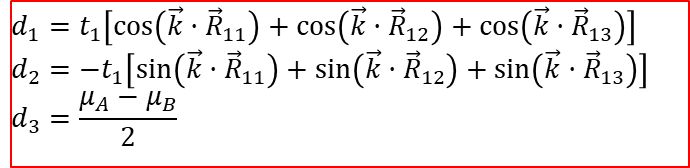 d₁ = t₁[cos(k⃗ · R⃗₁₁) + cos(k⃗ · R⃗₁₂) + cos(k⃗ · R⃗₁₃)]
d₂ = −t₁[sin(k⃗ · R⃗₁₁) + sin(k⃗ · R⃗₁₂) + sin(k⃗ · R⃗₁₃)]
d₃ = (μ_A − μ_B)/2